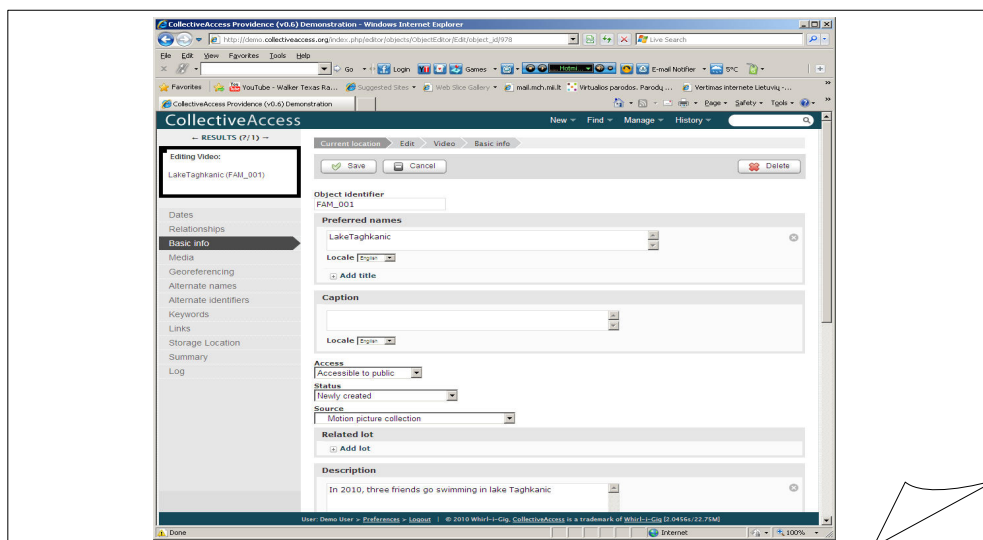 CollectiveAccess Providence (v0.6) Demonstration - Windows Internet Explorer
http://demo.collectiveaccess.org/index.php/editor/objects/ObjectEditor/Edit/object_id/978
Live Search
File Edit View Favorites Tools Help
Go Login Games Hotmi... E-mail Notifier 5°C
Favorites YouTube - Walker Texas Ra... Suggested Sites Web Slice Gallery mail.mch.mii.lt Virtualios parodos. Parodų ... Vertimas internete Lietuvių -...
CollectiveAccess Providence (v0.6) Demonstration
Page Safety Tools
CollectiveAccess
New Find Manage History
← RESULTS (7/1) →
Editing Video:
LakeTaghkanic (FAM_001)
Dates
Relationships
Basic info
Media
Georeferencing
Alternate names
Alternate identifiers
Keywords
Links
Storage Location
Summary
Log
Current location Edit Video Basic info
Save Cancel Delete
Object identifier
FAM_001
Preferred names
LakeTaghkanic
Locale English
Add title
Caption
Locale English
Access
Accessible to public
Status
Newly created
Source
Motion picture collection
Related lot
Add lot
Description
In 2010, three friends go swimming in lake Taghkanic
User: Demo User > Preferences > Logout | © 2010 Whirl-i-Gig, CollectiveAccess is a trademark of Whirl-i-Gig [2.0456s/22.75M]
Done Internet 100%